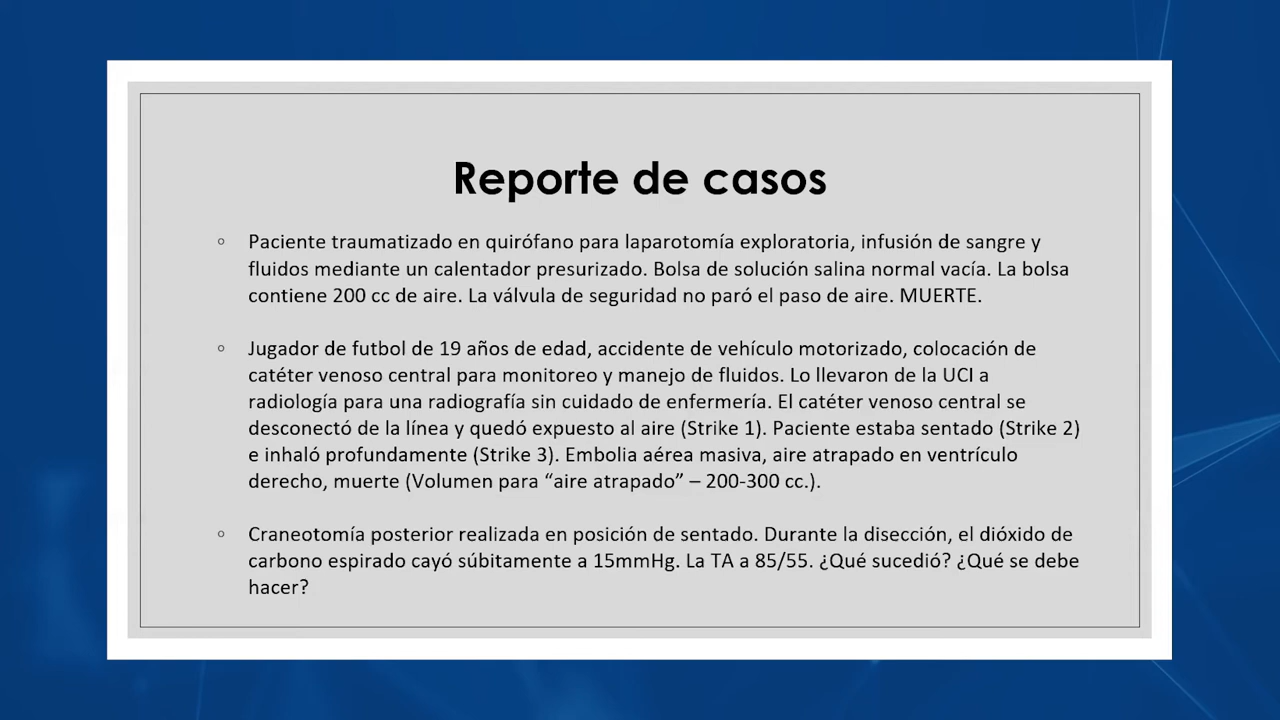 Reporte de casos
◦ Paciente traumatizado en quirófano para laparotomía exploratoria, infusión de sangre y
fluidos mediante un calentador presurizado. Bolsa de solución salina normal vacía. La bolsa
contiene 200 cc de aire. La válvula de seguridad no paró el paso de aire. MUERTE.
◦ Jugador de futbol de 19 años de edad, accidente de vehículo motorizado, colocación de
catéter venoso central para monitoreo y manejo de fluidos. Lo llevaron de la UCI a
radiología para una radiografía sin cuidado de enfermería. El catéter venoso central se
desconectó de la línea y quedó expuesto al aire (Strike 1). Paciente estaba sentado (Strike 2)
e inhaló profundamente (Strike 3). Embolia aérea masiva, aire atrapado en ventrículo
derecho, muerte (Volumen para “aire atrapado” – 200-300 cc.).
◦ Craneotomía posterior realizada en posición de sentado. Durante la disección, el dióxido de
carbono espirado cayó súbitamente a 15mmHg. La TA a 85/55. ¿Qué sucedió? ¿Qué se debe
hacer?